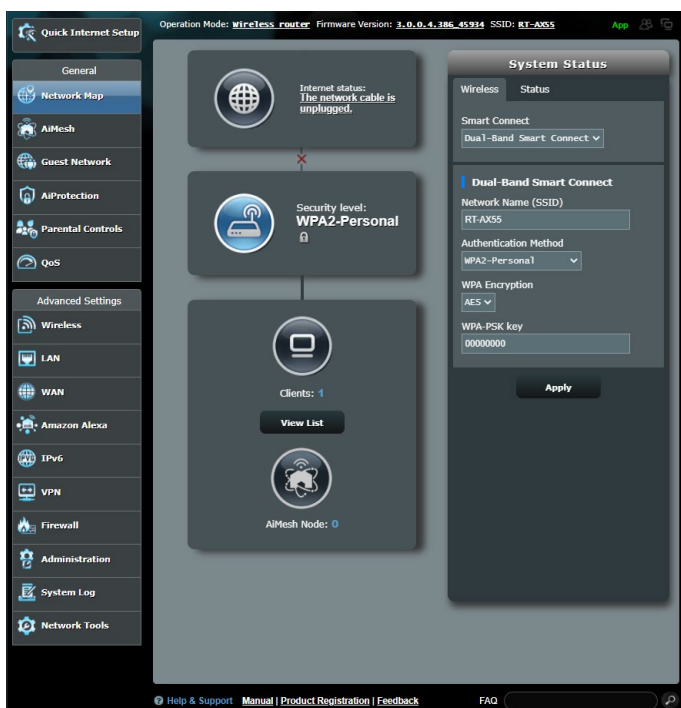 Quick Internet Setup
Operation Mode: Wireless router Firmware Version: 3.0.0.4.386_45934 SSID: RT-AX55
App
General
Network Map
AiMesh
Guest Network
AiProtection
Parental Controls
QoS
Advanced Settings
Wireless
LAN
WAN
Amazon Alexa
IPv6
VPN
Firewall
Administration
System Log
Network Tools
Internet status:
The network cable is
unplugged.
Security level:
WPA2-Personal
Clients: 1
View List
AiMesh Node: 0
System Status
Wireless Status
Smart Connect
Dual-Band Smart Connect
Dual-Band Smart Connect
Network Name (SSID)
RT-AX55
Authentication Method
WPA2-Personal
WPA Encryption
AES
WPA-PSK key
00000000
Apply
Help & Support Manual | Product Registration | Feedback FAQ